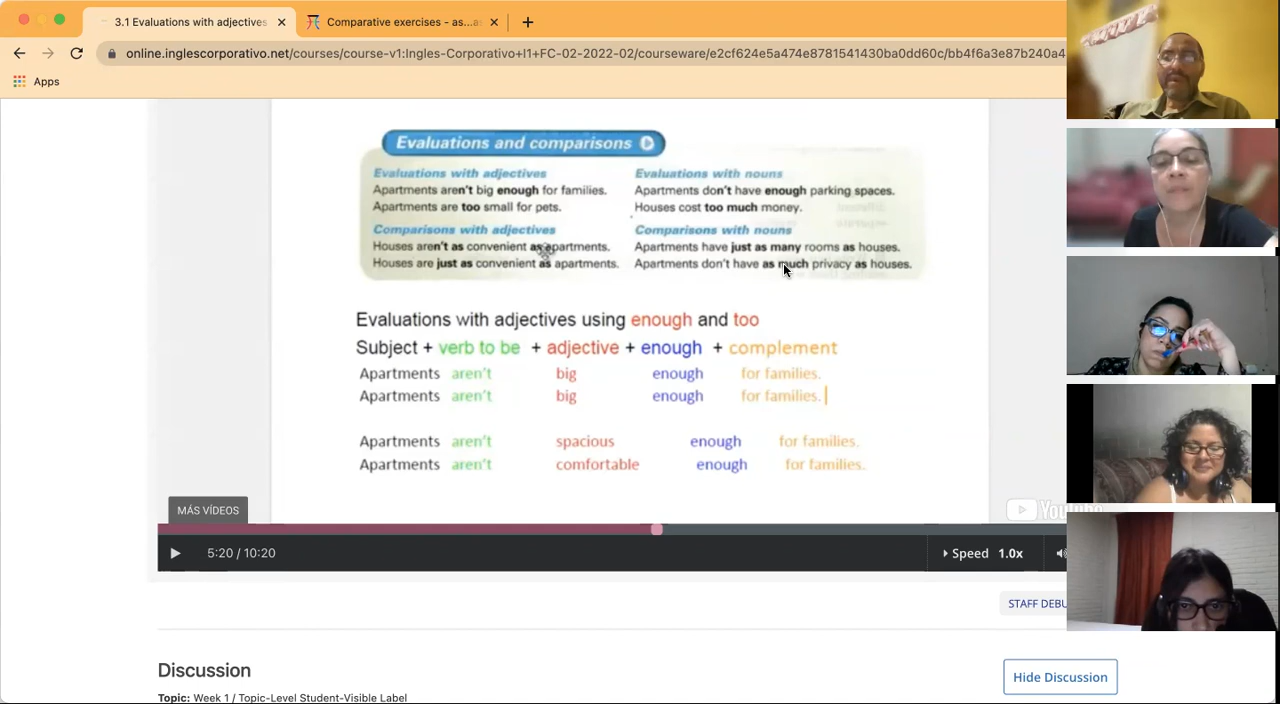 3.1 Evaluations with adjectives
Comparative exercises - as...as
online.inglescorporativo.net/courses/course-v1:Ingles-Corporativo+I1+FC-02-2022-02/courseware/e2cf624e5a474e8781541430ba0dd60c/bb4f6a3e87b240a4
Apps
Evaluations and comparisons
Evaluations with adjectives
Apartments aren't big enough for families.
Apartments are too small for pets.
Comparisons with adjectives
Houses aren't as convenient as apartments.
Houses are just as convenient as apartments.
Evaluations with nouns
Apartments don't have enough parking spaces.
Houses cost too much money.
Comparisons with nouns
Apartments have just as many rooms as houses.
Apartments don't have as much privacy as houses.
Evaluations with adjectives using enough and too
Subject + verb to be + adjective + enough + complement
Apartments aren't big enough for families.
Apartments aren't big enough for families.
Apartments aren't spacious enough for families.
Apartments aren't comfortable enough for families.
MÁS VÍDEOS
YouTube
5:20 / 10:20
Speed 1.0x
STAFF DEBU
Discussion
Hide Discussion
Topic: Week 1 / Topic-Level Student-Visible Label